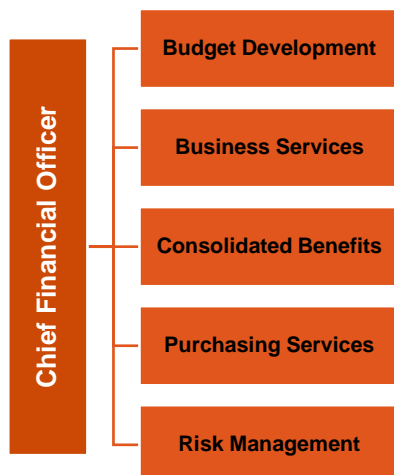 Chief Financial Officer
Budget Development
Business Services
Consolidated Benefits
Purchasing Services
Risk Management